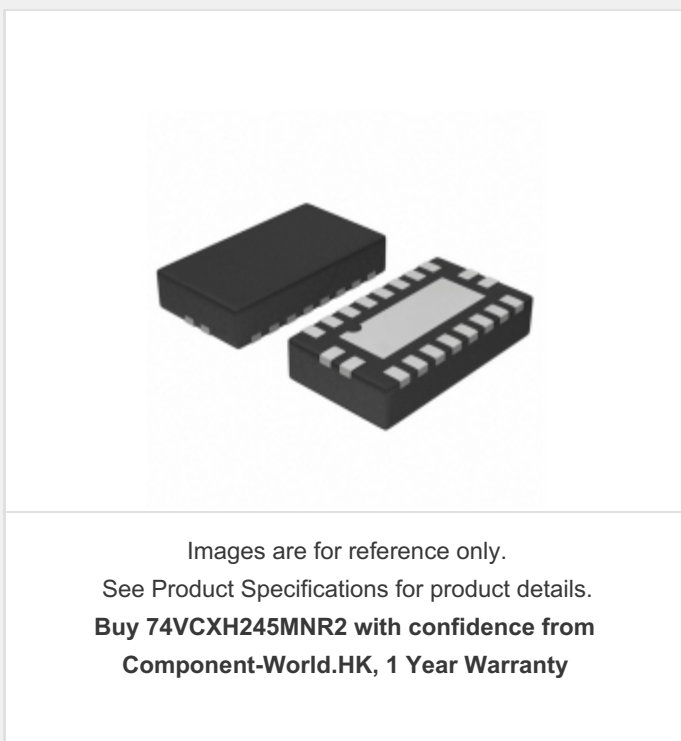 Images are for reference only.
See Product Specifications for product details.
Buy 74VCXH245MNR2 with confidence from
Component-World.HK, 1 Year Warranty